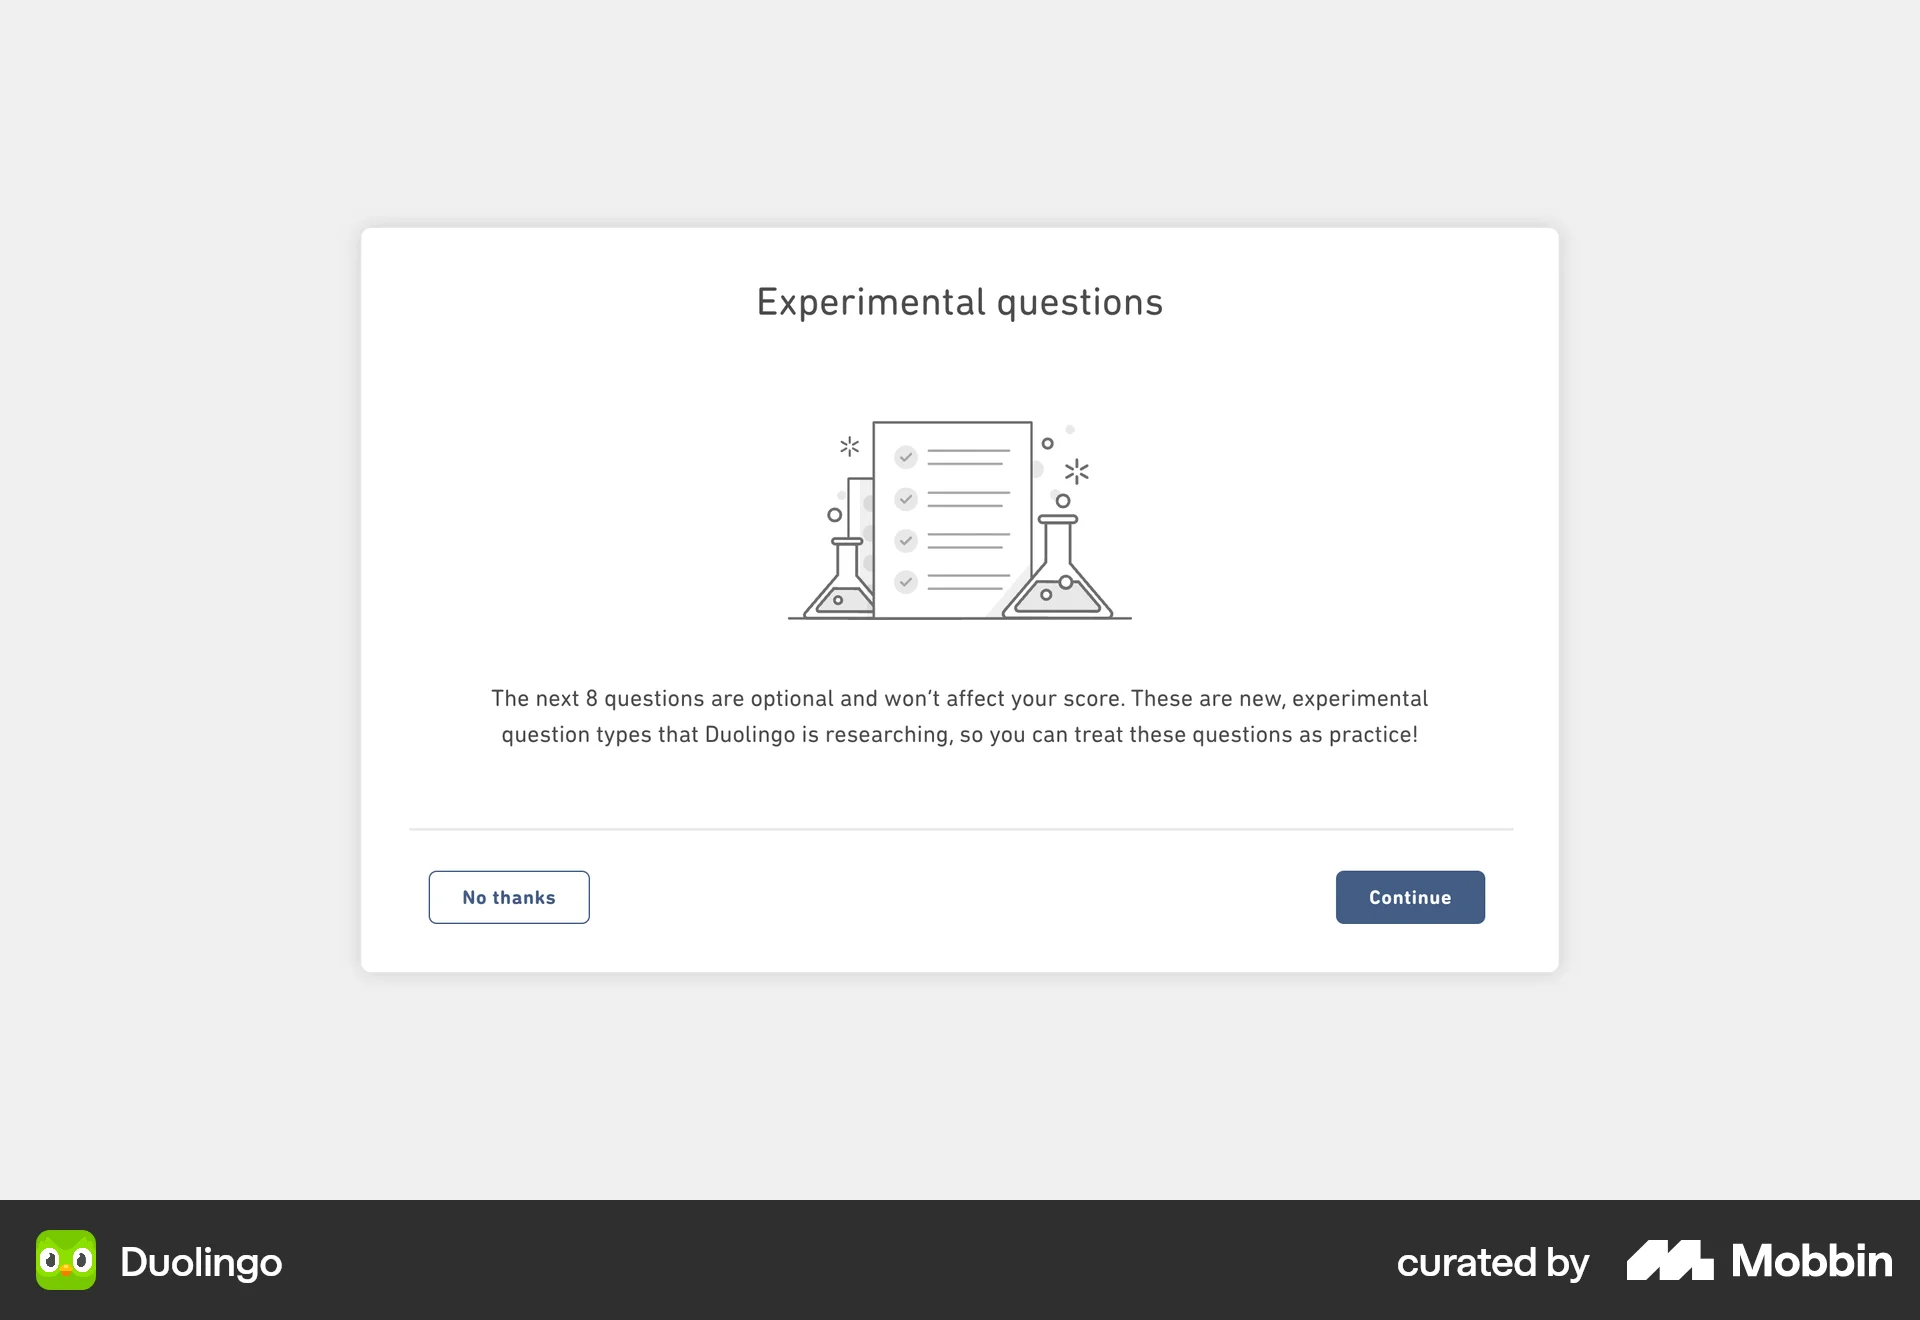 Experimental questions
The next 8 questions are optional and won’t affect your score. These are new, experimental
question types that Duolingo is researching, so you can treat these questions as practice!
No thanks
Continue
Duolingo
curated by Mobbin